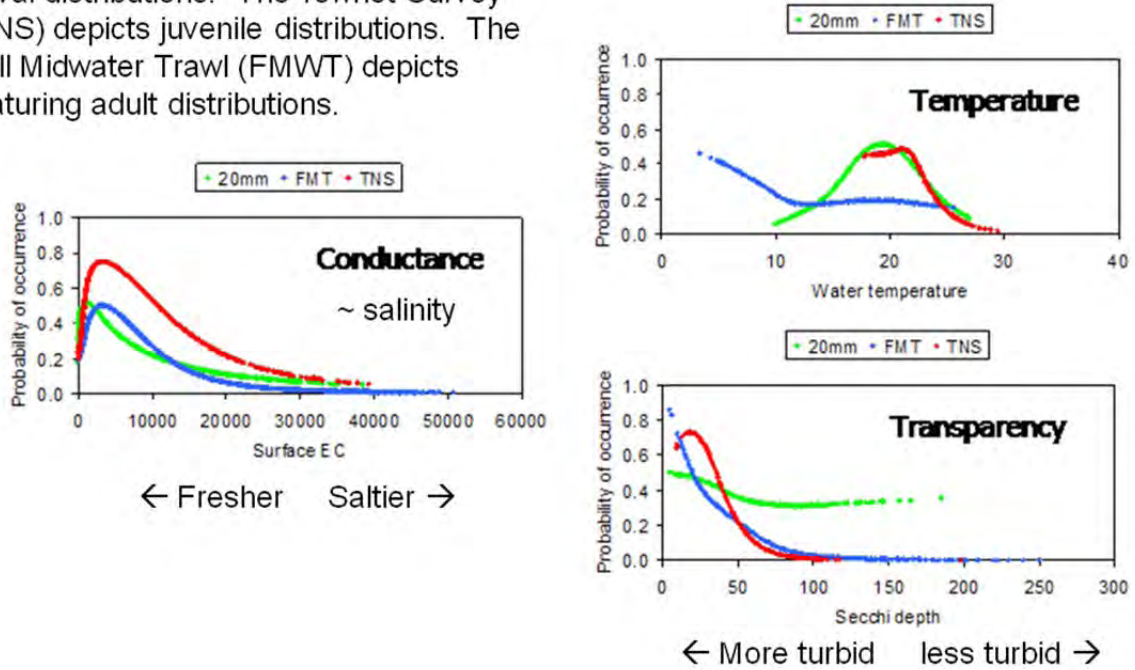 NS) depicts juvenile distributions. The
ll Midwater Trawl (FMWT) depicts
aturing adult distributions.
20mm FMT TNS
Probability of occurrence
1.0
0.8
0.6
0.4
0.2
0.0
Conductance
~ salinity
0 10000 20000 30000 40000 50000 60000
Surface EC
← Fresher Saltier →
20mm FMT TNS
Probability of occurrence
1.0
0.8
0.6
0.4
0.2
0.0
Temperature
0 10 20 30 40
Water temperature
20mm FMT TNS
Probability of occurrence
1.0
0.8
0.6
0.4
0.2
0.0
Transparency
0 50 100 150 200 250 300
Secchi depth
← More turbid less turbid →